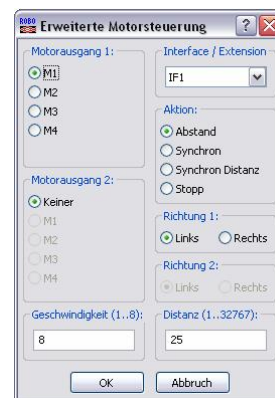 ROBO PRO Erweiterte Motorsteuerung
Motorausgang 1:
M1
M2
M3
M4
Motorausgang 2:
Keiner
M1
M2
M3
M4
Geschwindigkeit (1..8):
8
Interface / Extension
IF1
Aktion:
Abstand
Synchron
Synchron Distanz
Stopp
Richtung 1:
Links
Rechts
Richtung 2:
Links
Rechts
Distanz (1..32767):
25
OK
Abbruch